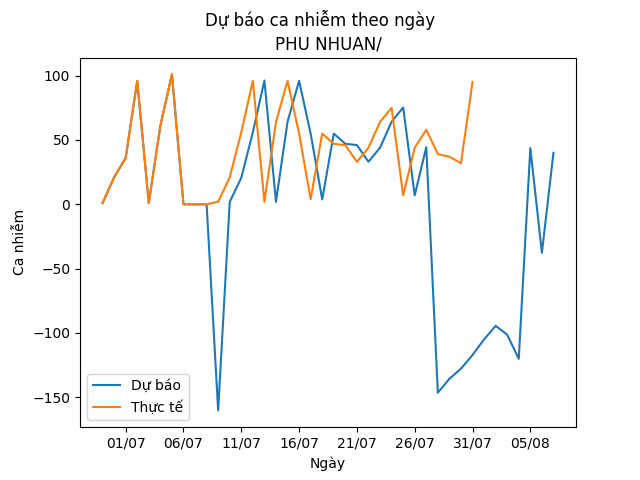 Dự báo ca nhiễm theo ngày
PHU NHUAN/
100
50
0
−50
−100
−150
Ca nhiễm
Dự báo
Thực tế
01/07 06/07 11/07 16/07 21/07 26/07 31/07 05/08
Ngày